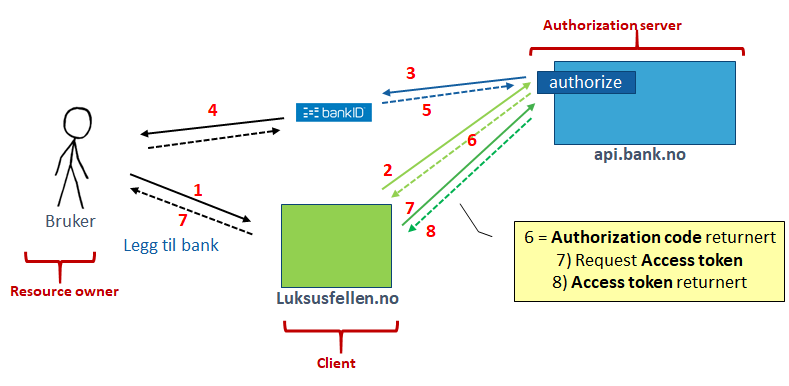 Authorization server
3
authorize
4
bankID
5
6
api.bank.no
2
1
7
7
Bruker
8
6 = Authorization code returnert
Legg til bank
7) Request Access token
Resource owner
8) Access token returnert
Luksusfellen.no
Client